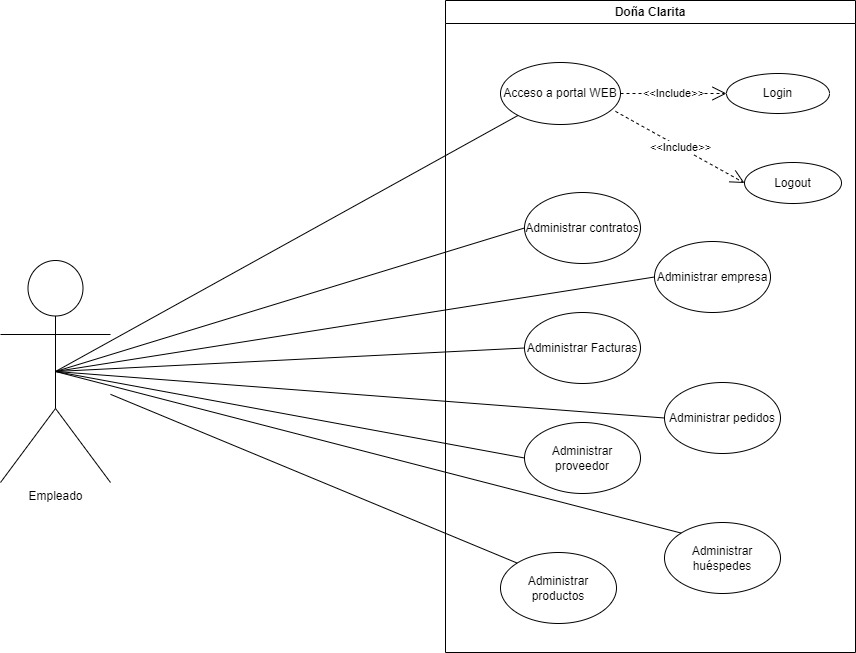 Doña Clarita
Acceso a portal WEB
<<Include>>
Login
<<Include>>
Logout
Administrar contratos
Administrar empresa
Administrar Facturas
Administrar pedidos
Administrar
proveedor
Empleado
Administrar
huéspedes
Administrar
productos